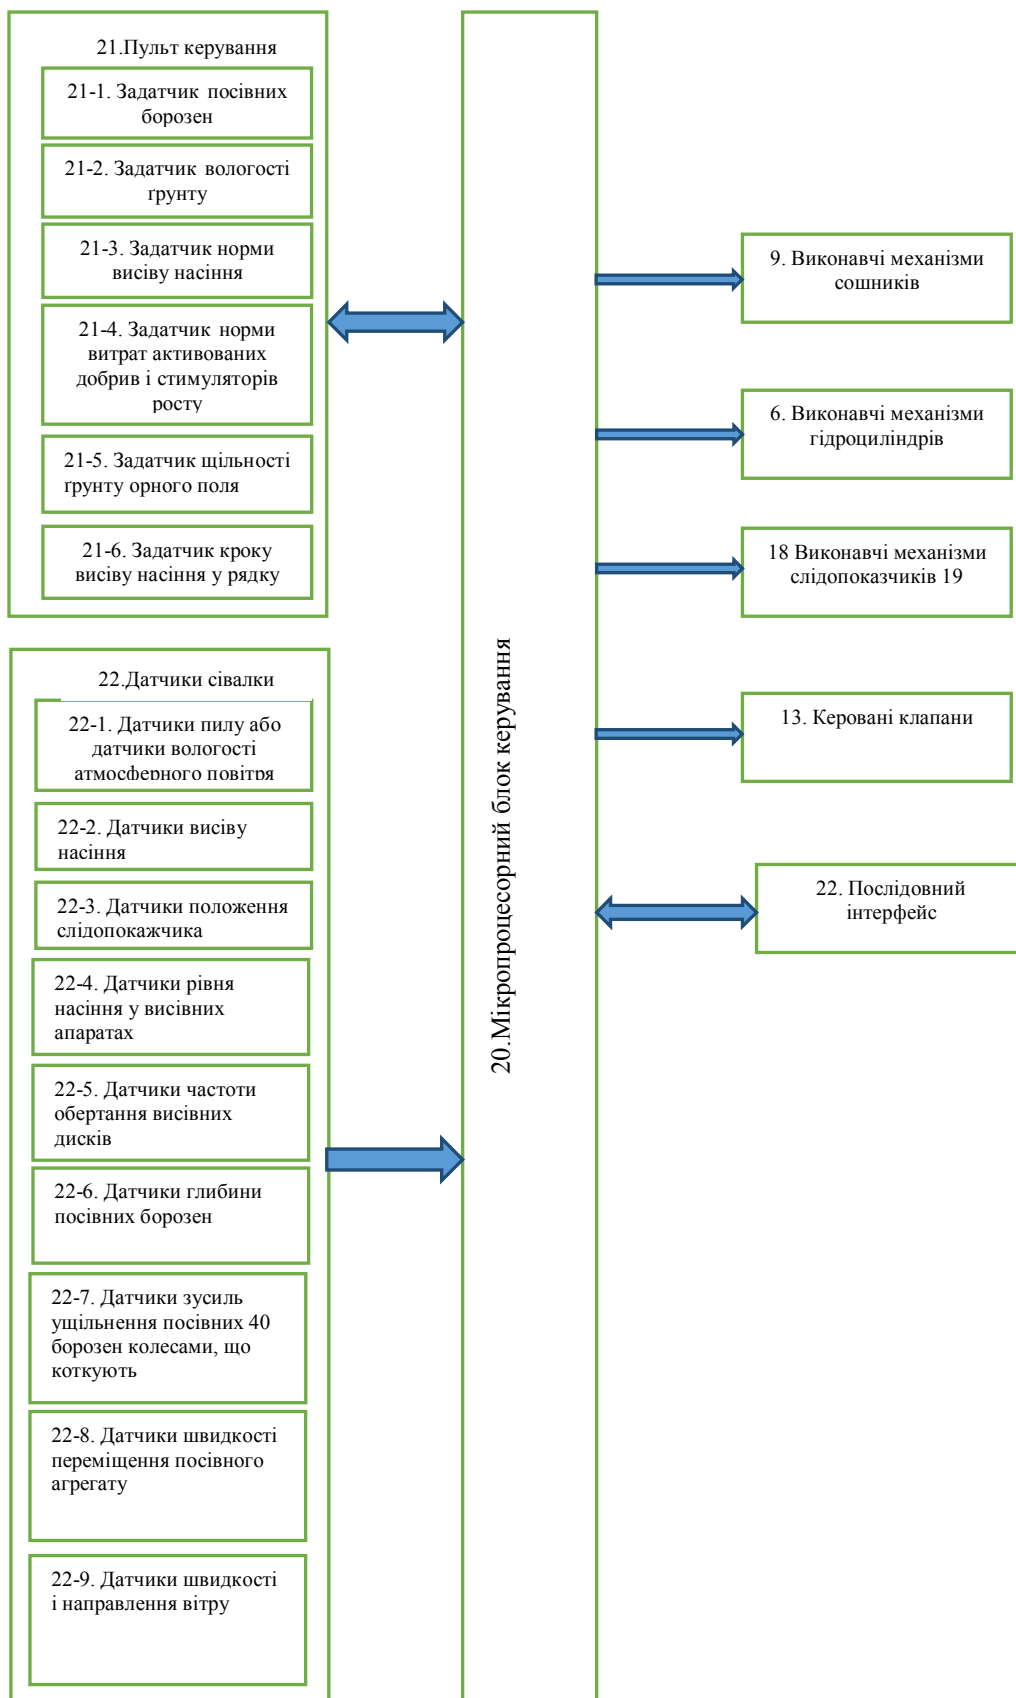 21.Пульт керування
21-1. Задатчик посівних
борозен
21-2. Задатчик вологості
ґрунту
21-3. Задатчик норми
висіву насіння
21-4. Задатчик норми
витрат активованих
добрив і стимуляторів
росту
21-5. Задатчик щільності
ґрунту орного поля
21-6. Задатчик кроку
висіву насіння у рядку
22.Датчики сівалки
22-1. Датчики пилу або
датчики вологості
атмосферного повітря
22-2. Датчики висіву
насіння
22-3. Датчики положення
слідопокажчика
22-4. Датчики рівня
насіння у висівних
апаратах
22-5. Датчики частоти
обертання висівних
дисків
22-6. Датчики глибини
посівних борозен
22-7. Датчики зусиль
ущільнення посівних 40
борозен колесами, що
коткують
22-8. Датчики швидкості
переміщення посівного
агрегату
22-9. Датчики швидкості
і направлення вітру
20.Мікропроцесорний блок керування
9. Виконавчі механізми
сошників
6. Виконавчі механізми
гідроциліндрів
18 Виконавчі механізми
слідопоказчиків 19
13. Керовані клапани
22. Послідовний
інтерфейс